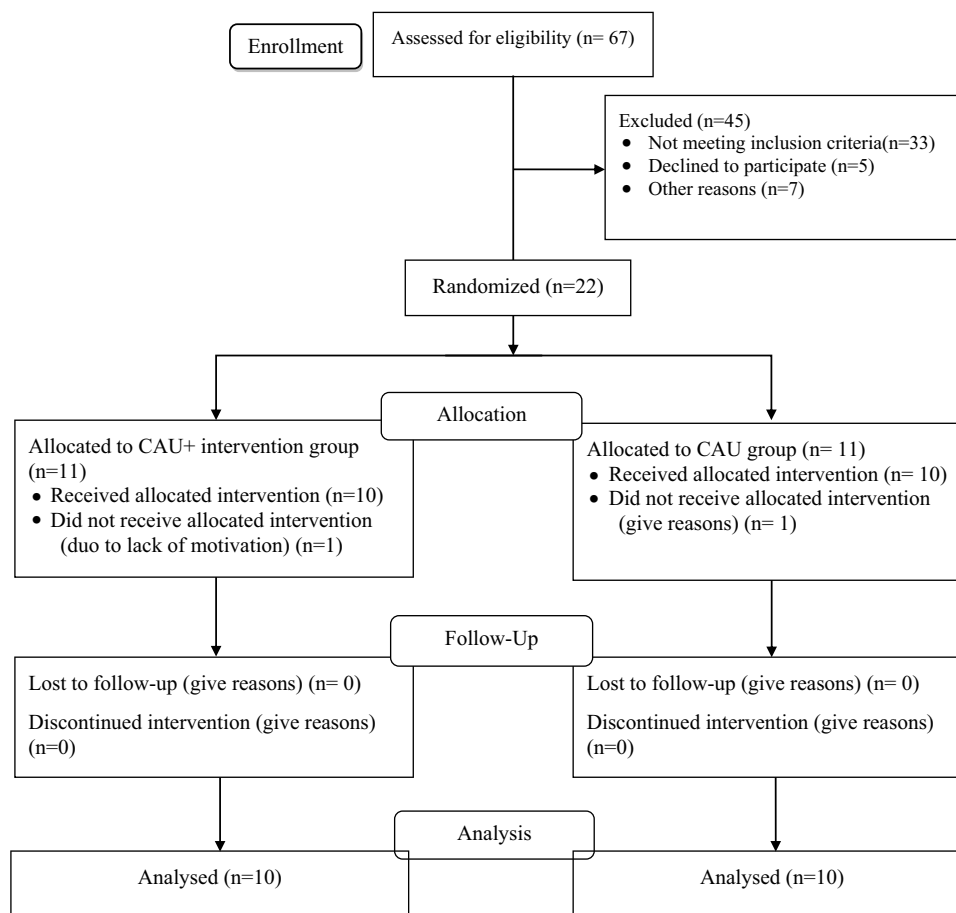 Enrollment
Assessed for eligibility (n= 67)
Excluded (n=45)
• Not meeting inclusion criteria(n=33)
• Declined to participate (n=5)
• Other reasons (n=7)
Randomized (n=22)
Allocation
Allocated to CAU+ intervention group
(n=11)
• Received allocated intervention (n=10)
• Did not receive allocated intervention
(duo to lack of motivation) (n=1)
Allocated to CAU group (n= 11)
• Received allocated intervention (n= 10)
• Did not receive allocated intervention
(give reasons) (n= 1)
Follow-Up
Lost to follow-up (give reasons) (n= 0)
Discontinued intervention (give reasons)
(n=0)
Lost to follow-up (give reasons) (n= 0)
Discontinued intervention (give reasons)
(n=0)
Analysis
Analysed (n=10)
Analysed (n=10)